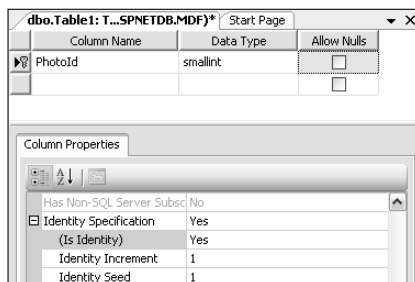 dbo.Table1: T...SPNETDB.MDF)* Start Page
Column Name Data Type Allow Nulls
PhotoId smallint
Column Properties
Has Non-SQL Server Subsc No
Identity Specification Yes
(Is Identity) Yes
Identity Increment 1
Identity Seed 1